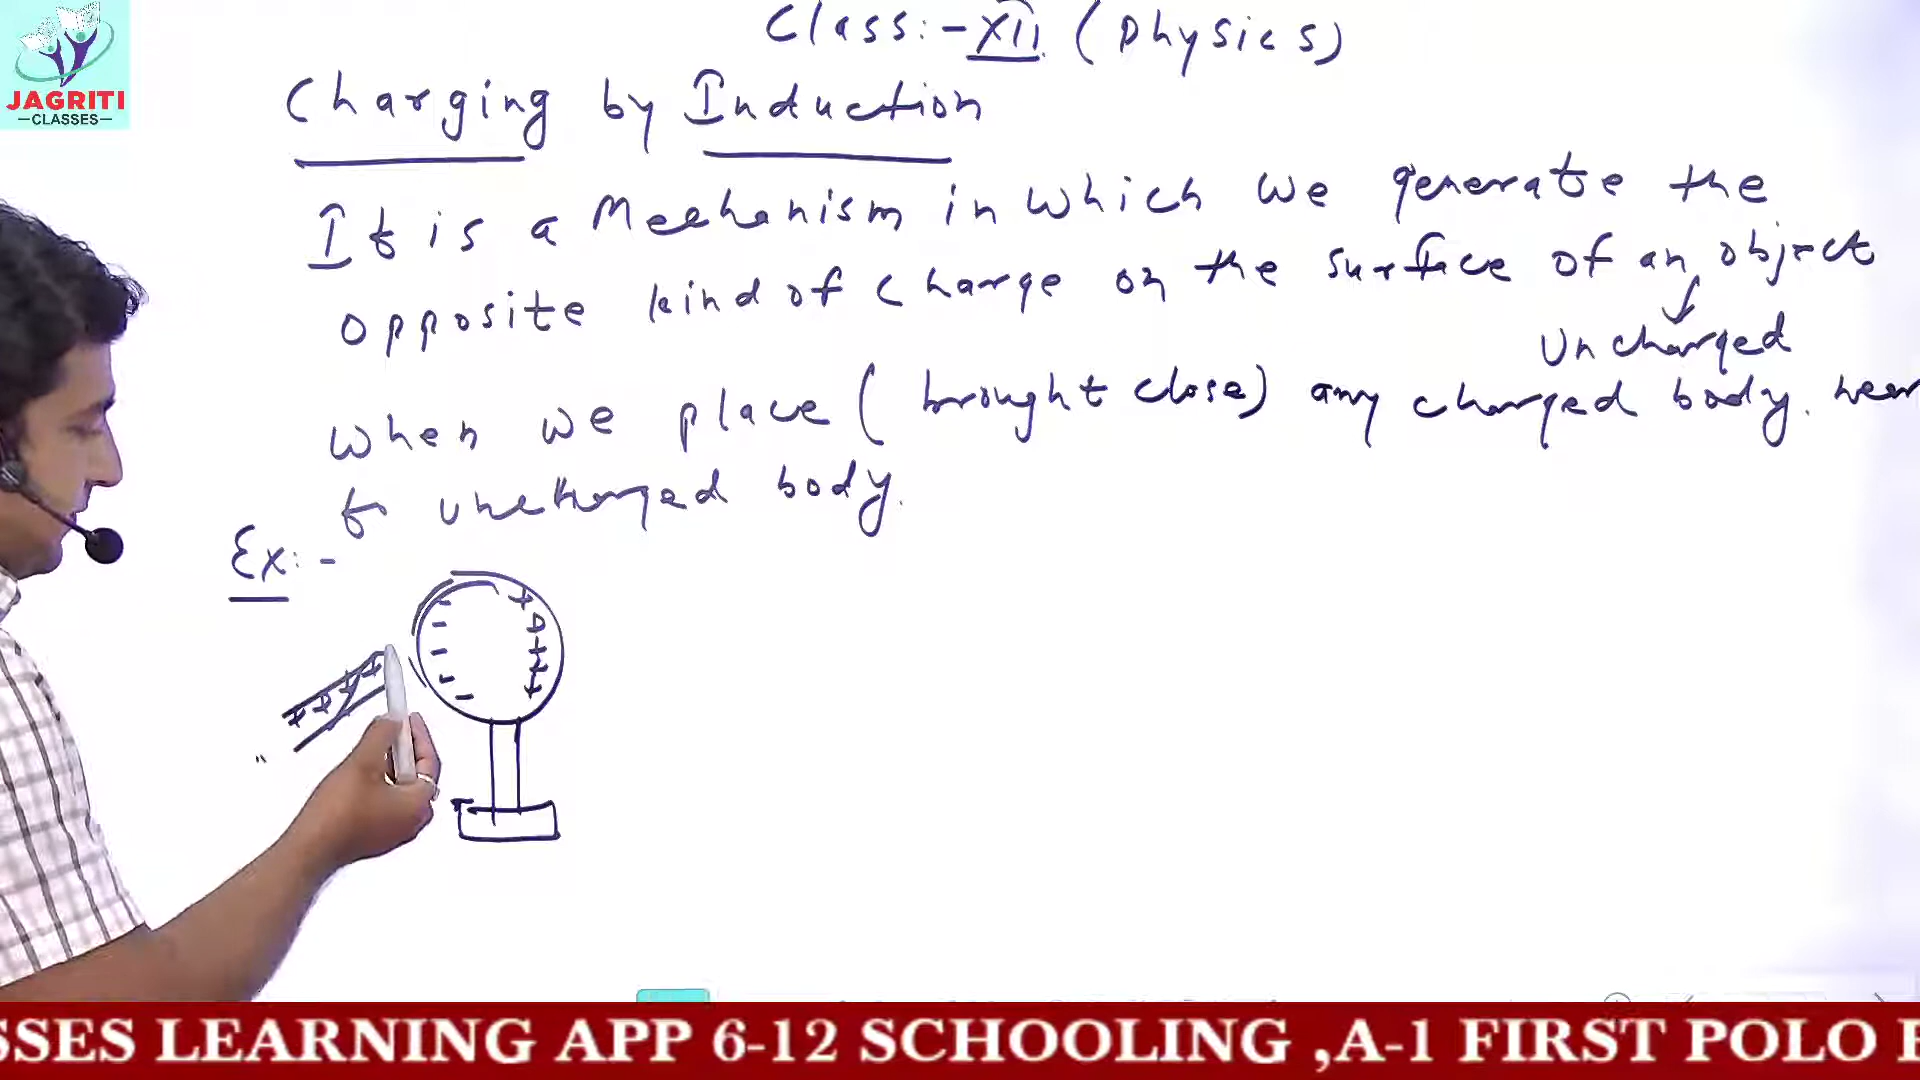 JAGRITI
CLASSES
Class:- XII (Physics)
Charging by Induction
It is a Mechanism in which we generate the
opposite kind of charge on the surface of an object
Uncharged
when we place (brought close) any charged body. near
to uncharged body.
Ex:-
SSES LEARNING APP 6-12 SCHOOLING ,A-1 FIRST POLO